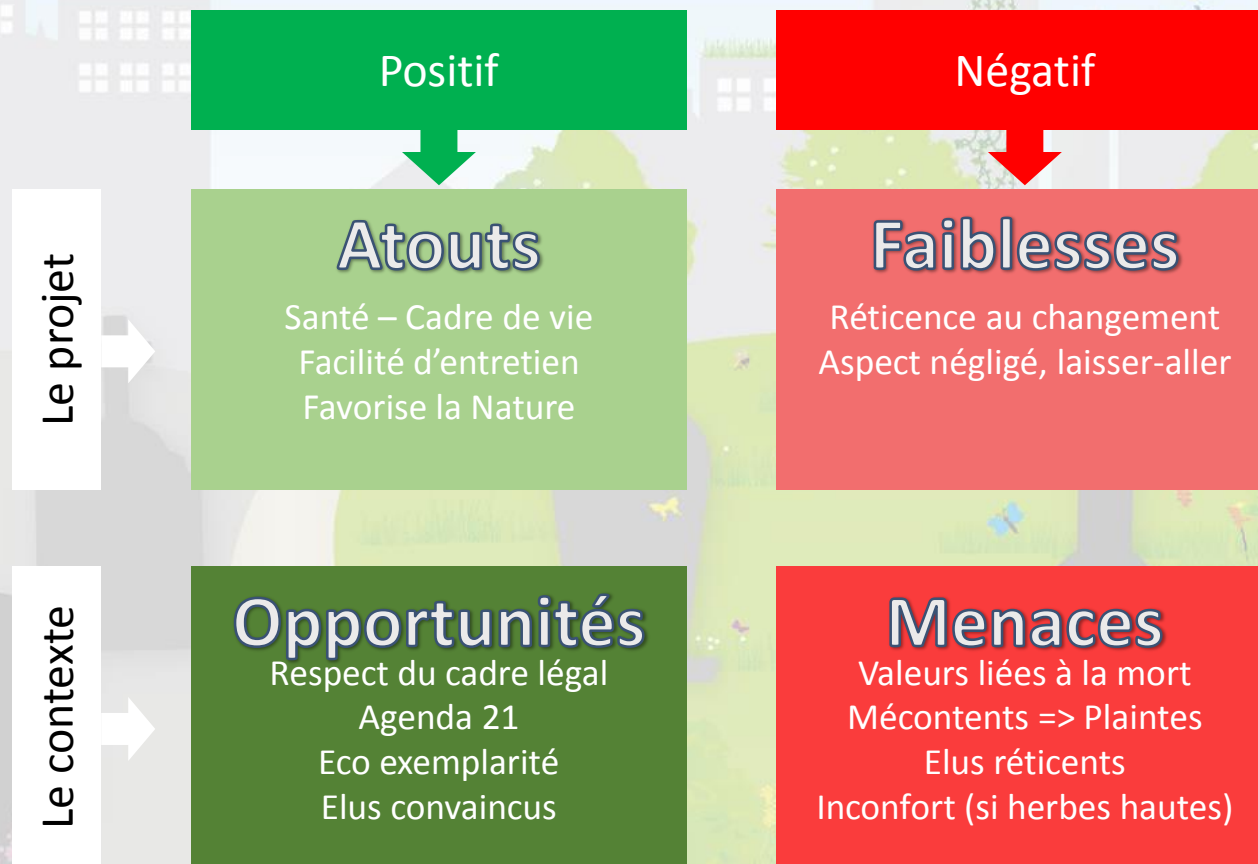 Positif
Négatif
Le projet
Atouts
Santé – Cadre de vie
Facilité d'entretien
Favorise la Nature
Faiblesses
Réticence au changement
Aspect négligé, laisser-aller
Le contexte
Opportunités
Respect du cadre légal
Agenda 21
Eco exemplarité
Elus convaincus
Menaces
Valeurs liées à la mort
Mécontents => Plaintes
Elus réticents
Inconfort (si herbes hautes)